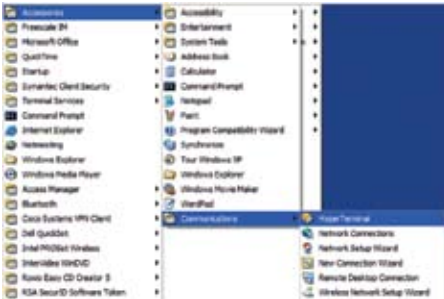 Accessories
Freescale IM
Microsoft Office
QuickTime
Startup
Symantec Client Security
Terminal Services
Command Prompt
Internet Explorer
Networking
Windows Explorer
Windows Media Player
Access Manager
Bluetooth
Cisco Systems VPN Client
Dell QuickSet
Intel PROSet Wireless
InterVideo WinDVD
Roxio Easy CD Creator 5
RSA SecurID Software Token
Accessibility
Entertainment
System Tools
Address Book
Calculator
Command Prompt
Notepad
Paint
Program Compatibility Wizard
Synchronize
Tour Windows XP
Windows Explorer
Windows Movie Maker
WordPad
Communications
HyperTerminal
Network Connections
Network Setup Wizard
New Connection Wizard
Remote Desktop Connection
Wireless Network Setup Wizard